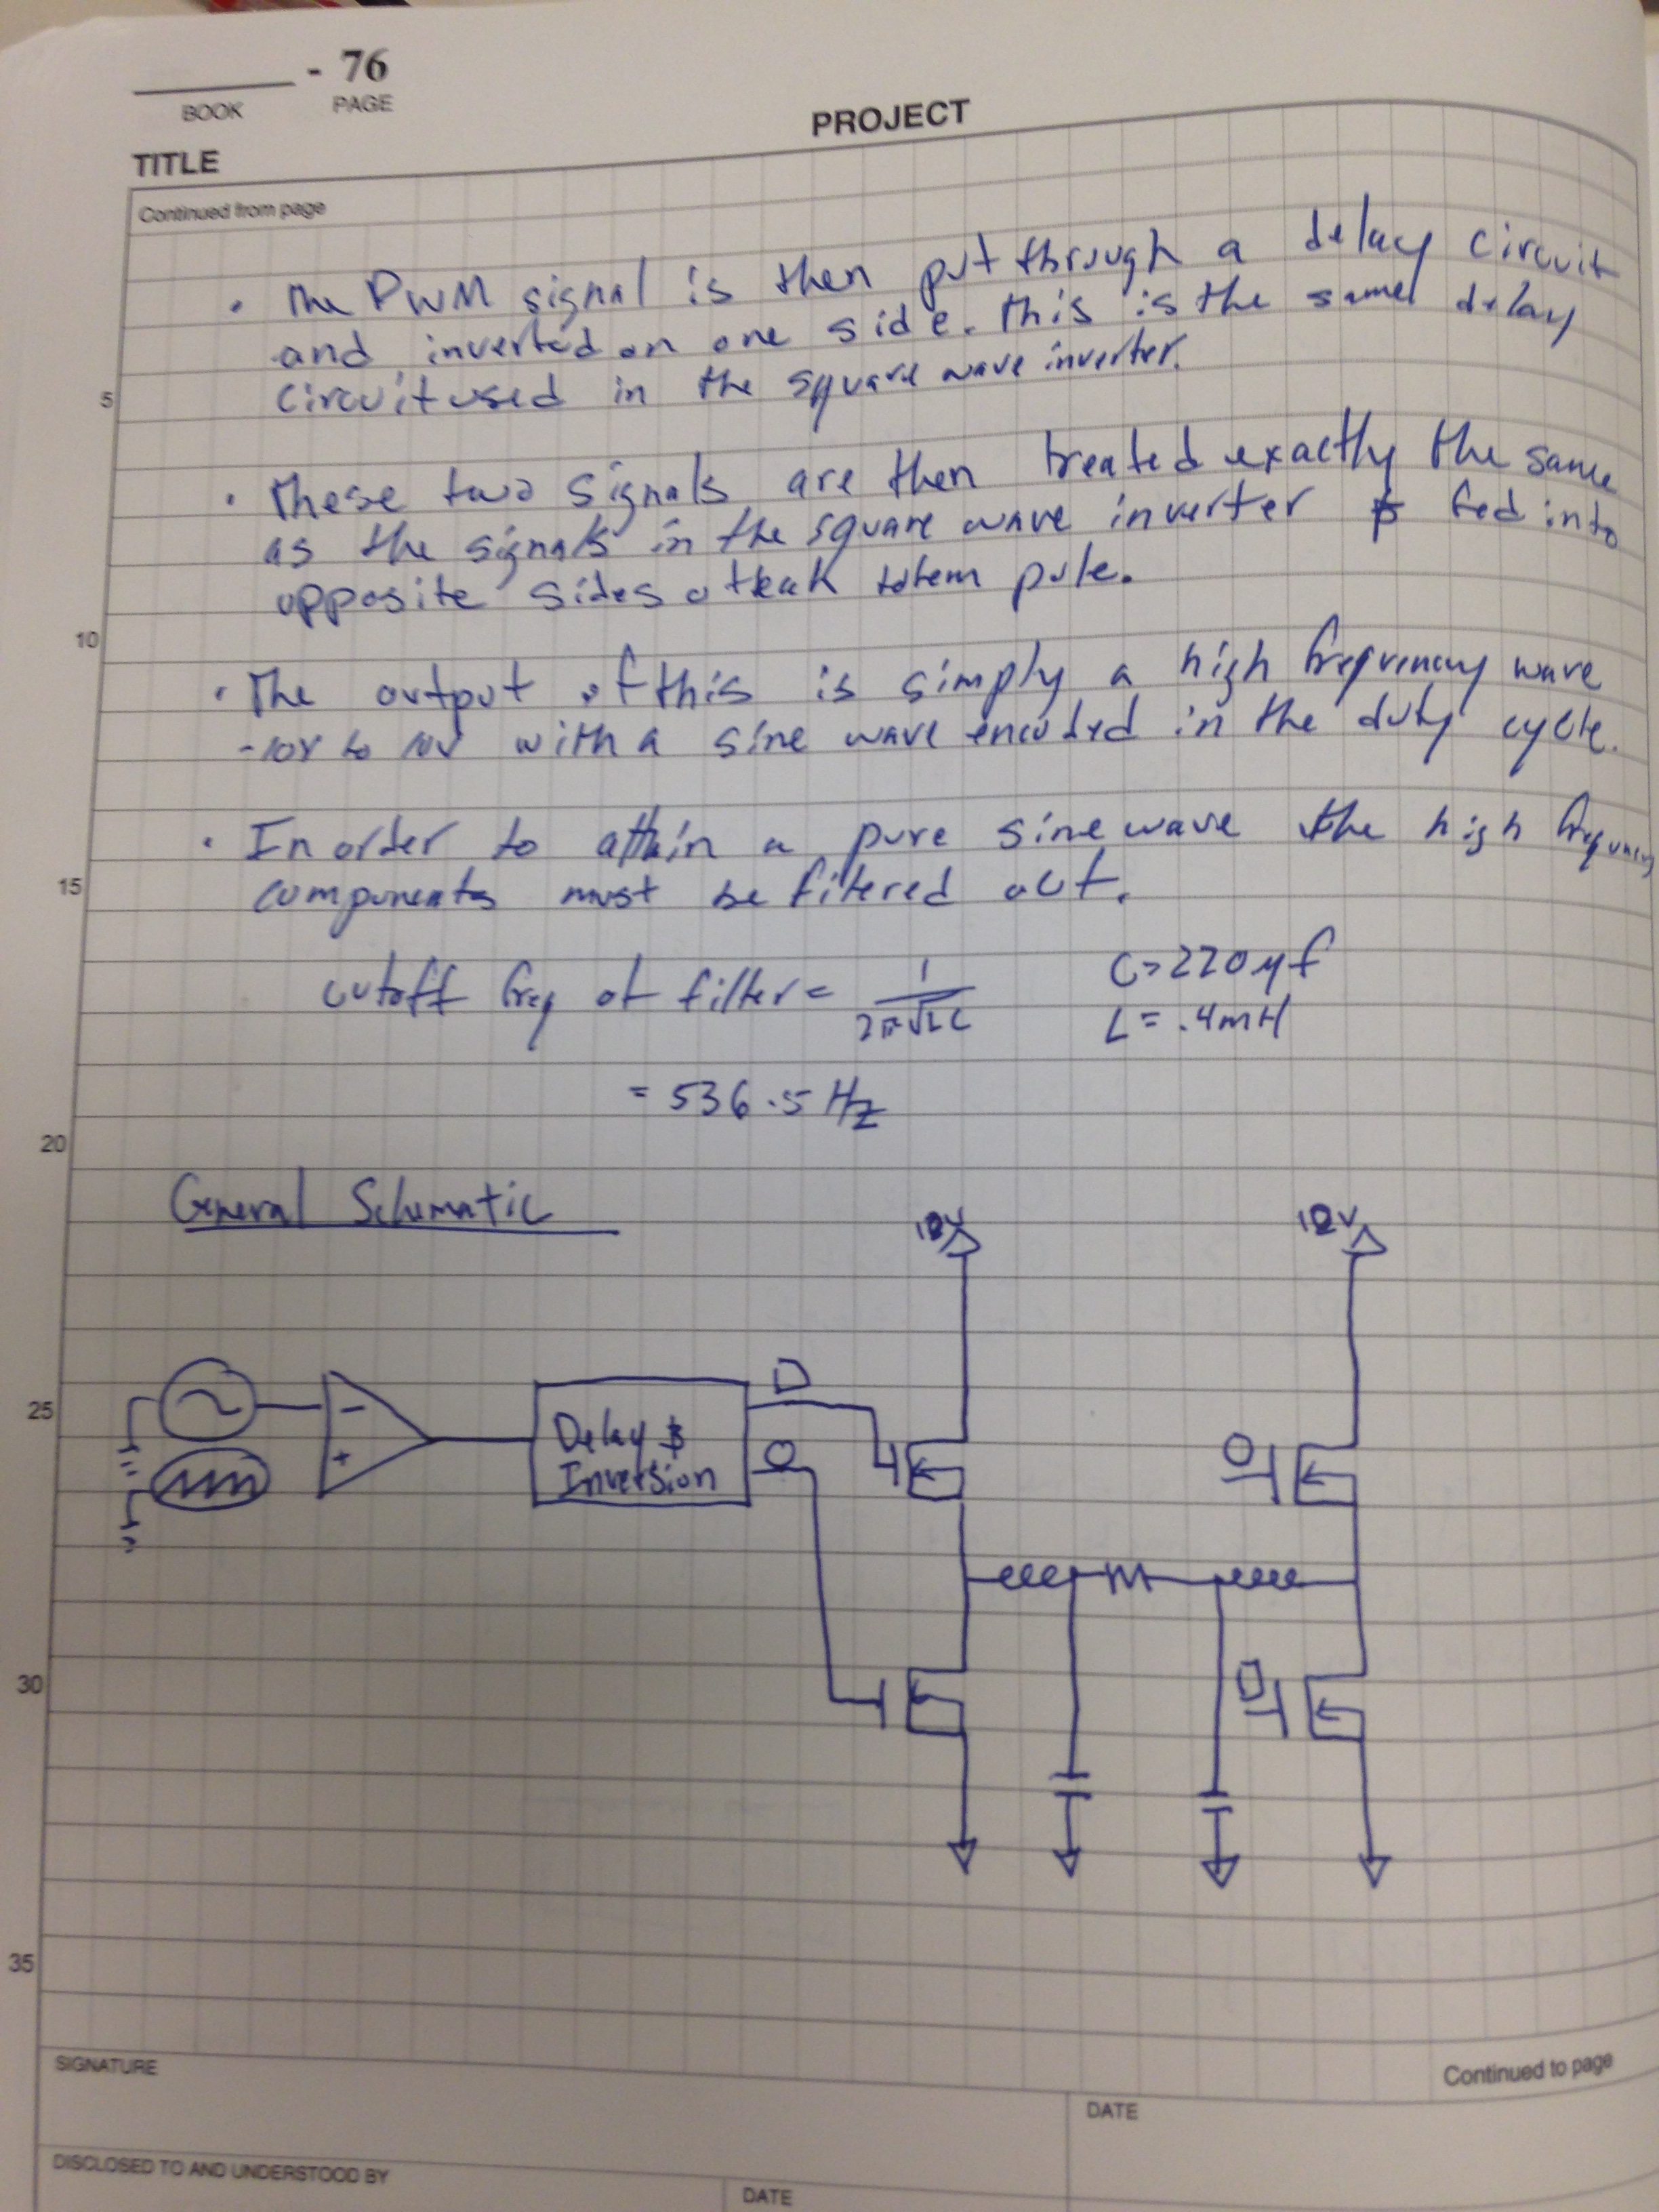 - 76
BOOK PAGE
PROJECT
TITLE
Continued from page
• The PWM signal is then put through a delay circuit
and inverted on one side. this is the same delay
circuit used in the square wave inverter.
5
• These two signals are then treated exactly the same
as the signals in the square wave inverter & fed into
opposite sides of totem pole.
10
• The output of this is simply a high frequency wave
-10v to 10v with a sine wave encoded in the duty cycle.
• In order to attain a pure sine wave the high frequency
15
components must be filtered out.
cutoff freq of filter = 1/2π√LC C=220μf
L= .4mH
= 536.5 Hz
20
General Schematic
12V
25
-
+
Delay &
Inversion
30
35
SIGNATURE
Continued to page
DATE
DISCLOSED TO AND UNDERSTOOD BY
DATE